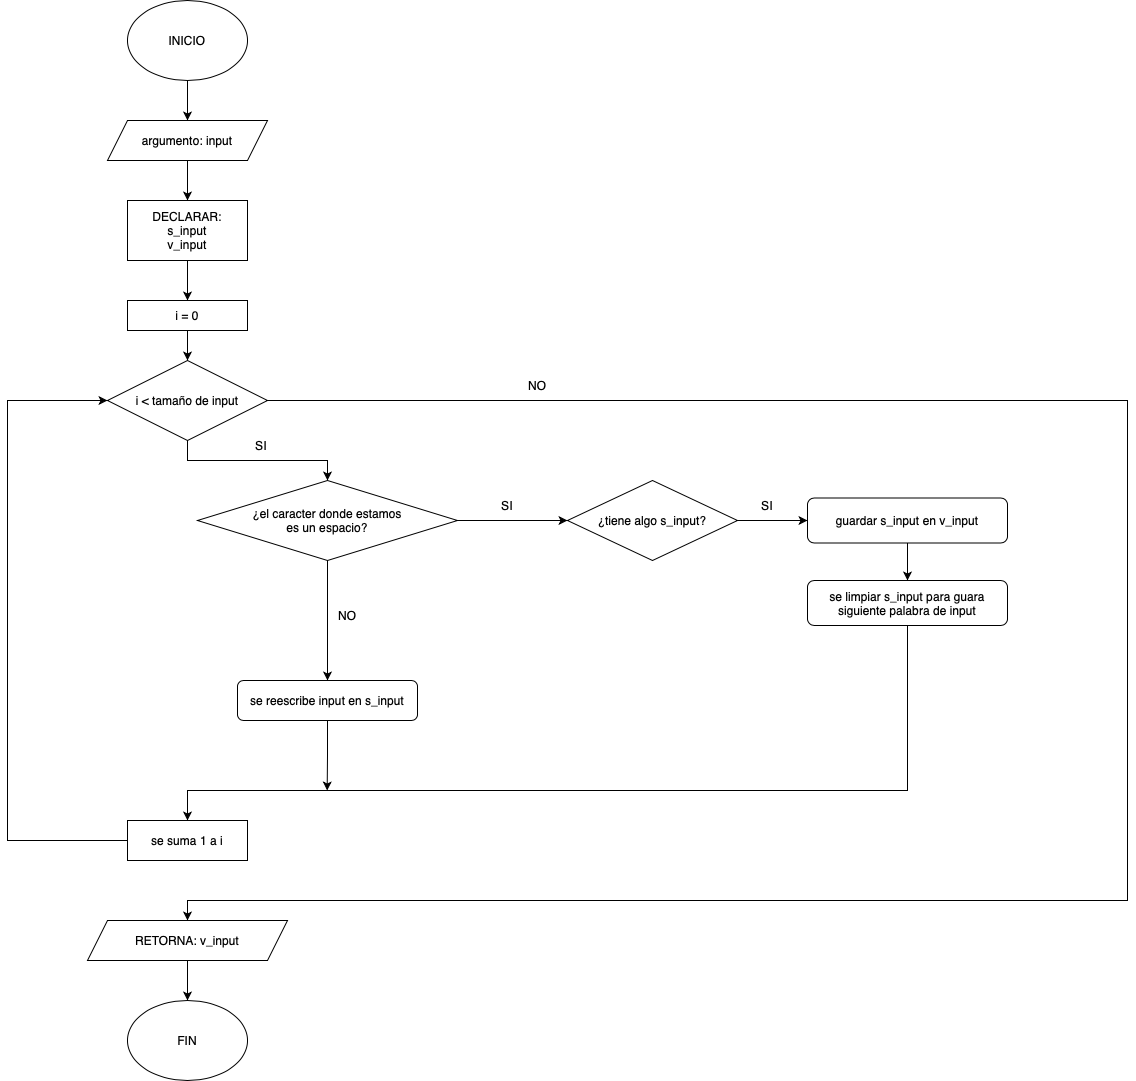 INICIO
argumento: input
DECLARAR:
s_input
v_input
i = 0
i < tamaño de input
NO
SI
¿el caracter donde estamos
es un espacio?
SI
¿tiene algo s_input?
SI
guardar s_input en v_input
se limpiar s_input para guara
siguiente palabra de input
NO
se reescribe input en s_input
se suma 1 a i
RETORNA: v_input
FIN